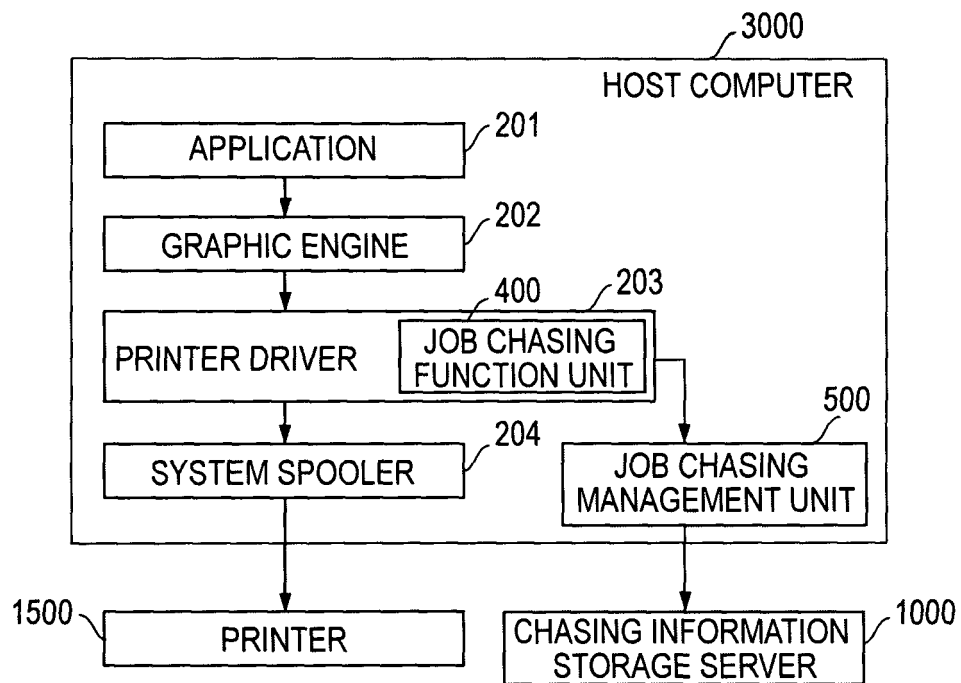 3000
HOST COMPUTER
APPLICATION
201
GRAPHIC ENGINE
202
PRINTER DRIVER
203
400
JOB CHASING
FUNCTION UNIT
SYSTEM SPOOLER
204
500
JOB CHASING
MANAGEMENT UNIT
1500
PRINTER
1000
CHASING INFORMATION
STORAGE SERVER